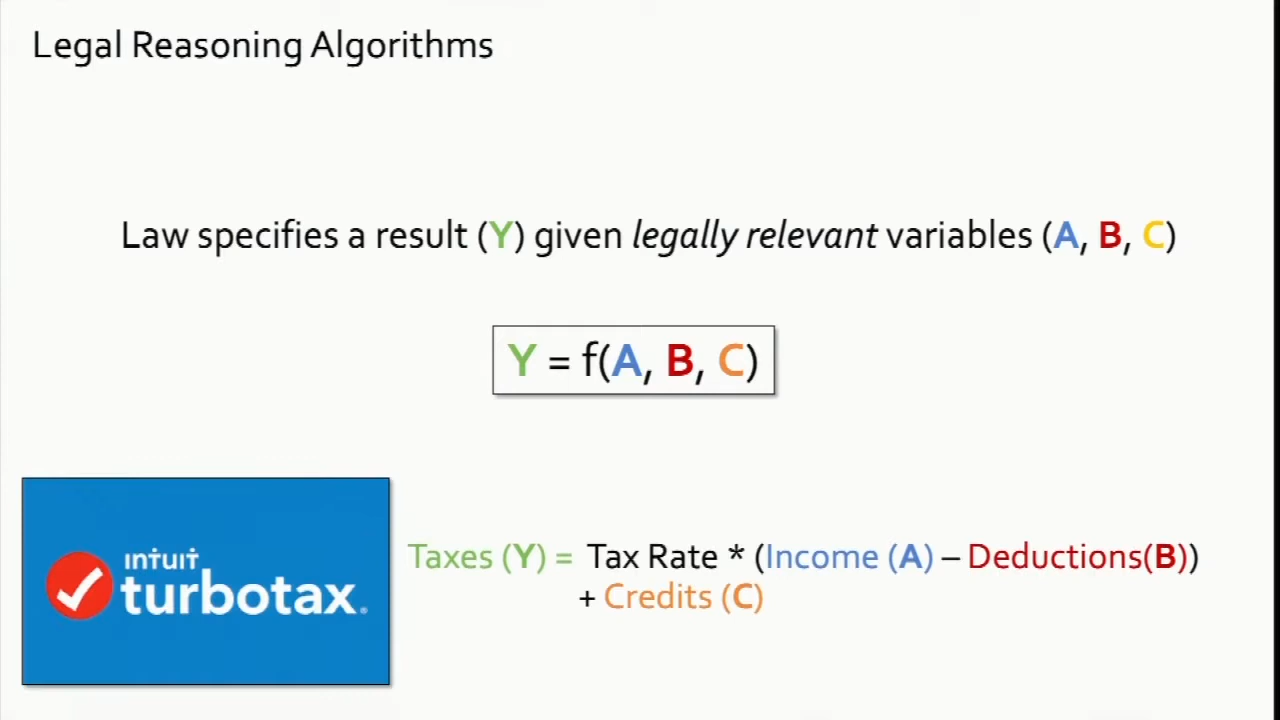 Legal Reasoning Algorithms
Law specifies a result (Y) given legally relevant variables (A, B, C)
Y = f(A, B, C)
intuit
turbotax®
Taxes (Y) = Tax Rate * (Income (A) – Deductions(B))
+ Credits (C)